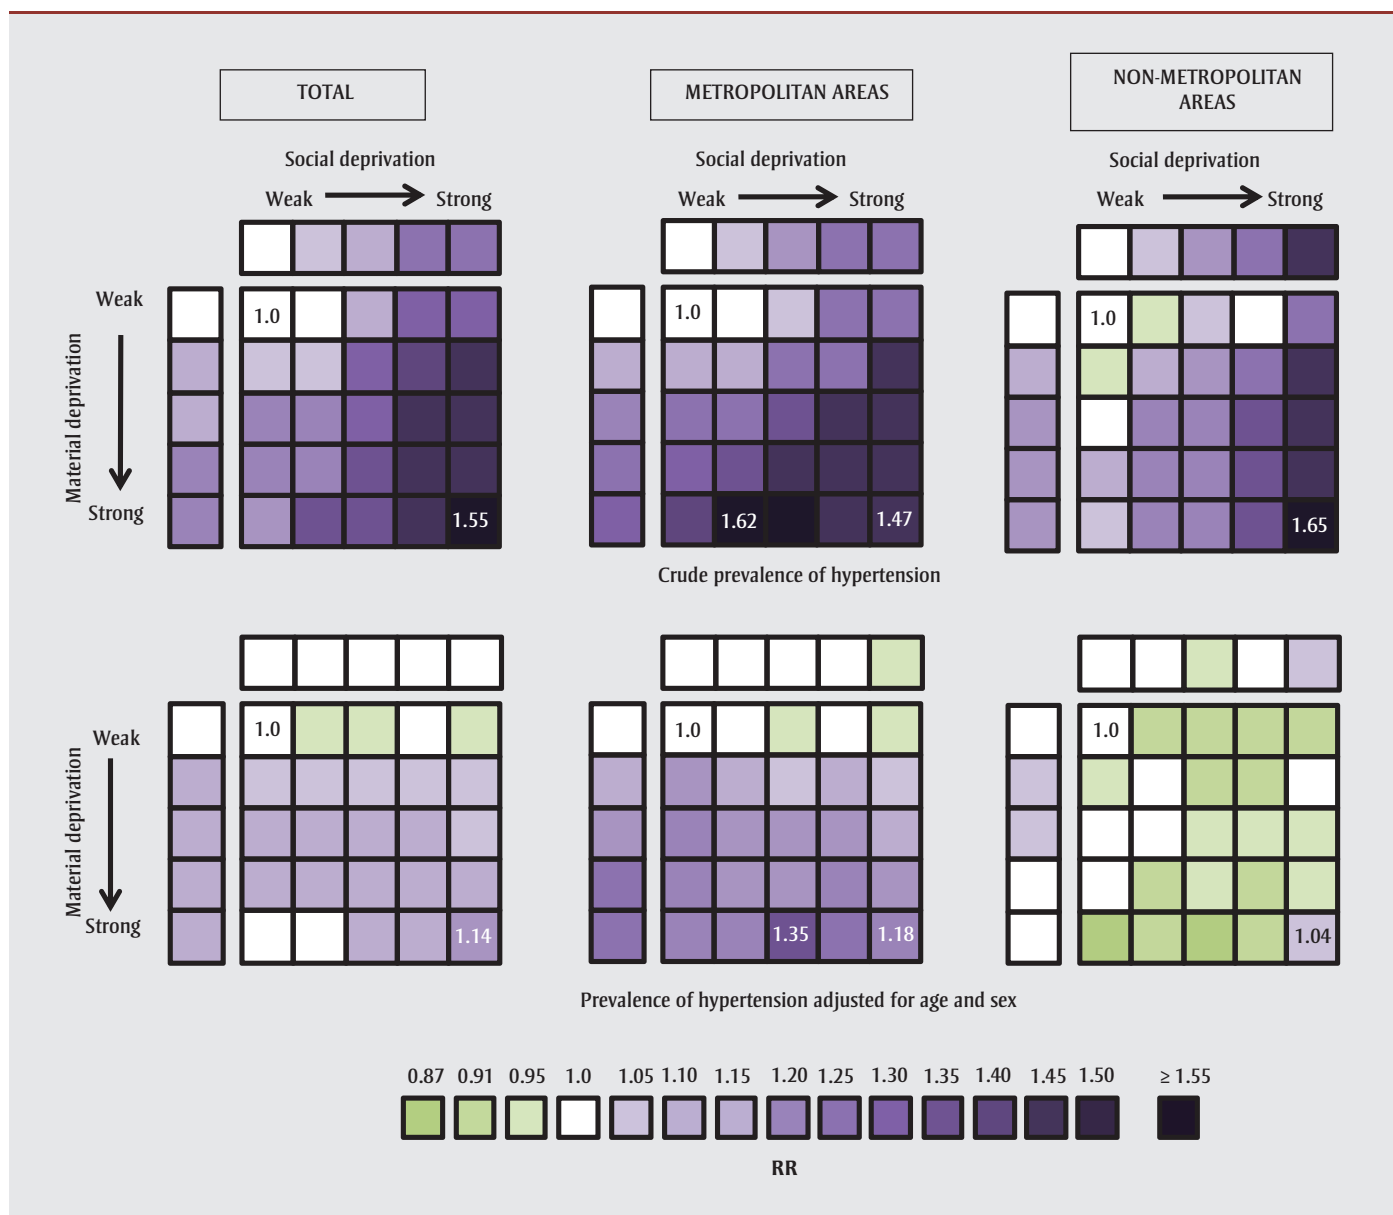 TOTAL
METROPOLITAN AREAS
NON-METROPOLITAN
AREAS
Social deprivation
Social deprivation
Social deprivation
Weak
Strong
Weak
Strong
Weak
Strong
Weak
Material deprivation
Strong
1.0
1.55
1.0
1.62
1.47
1.0
1.65
Crude prevalence of hypertension
Weak
Material deprivation
Strong
1.0
1.14
1.0
1.35
1.18
1.0
1.04
Prevalence of hypertension adjusted for age and sex
0.87 0.91 0.95 1.0 1.05 1.10 1.15 1.20 1.25 1.30 1.35 1.40 1.45 1.50 ≥ 1.55
RR